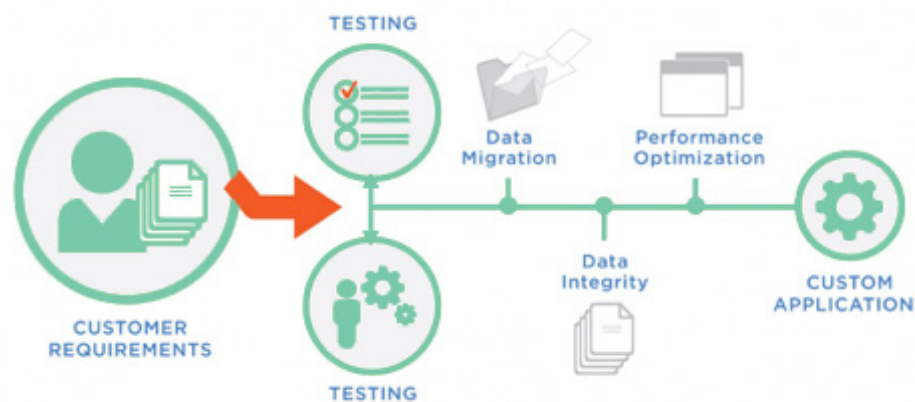 TESTING
Data
Migration
Performance
Optimization
CUSTOMER
REQUIREMENTS
Data
Integrity
CUSTOM
APPLICATION
TESTING